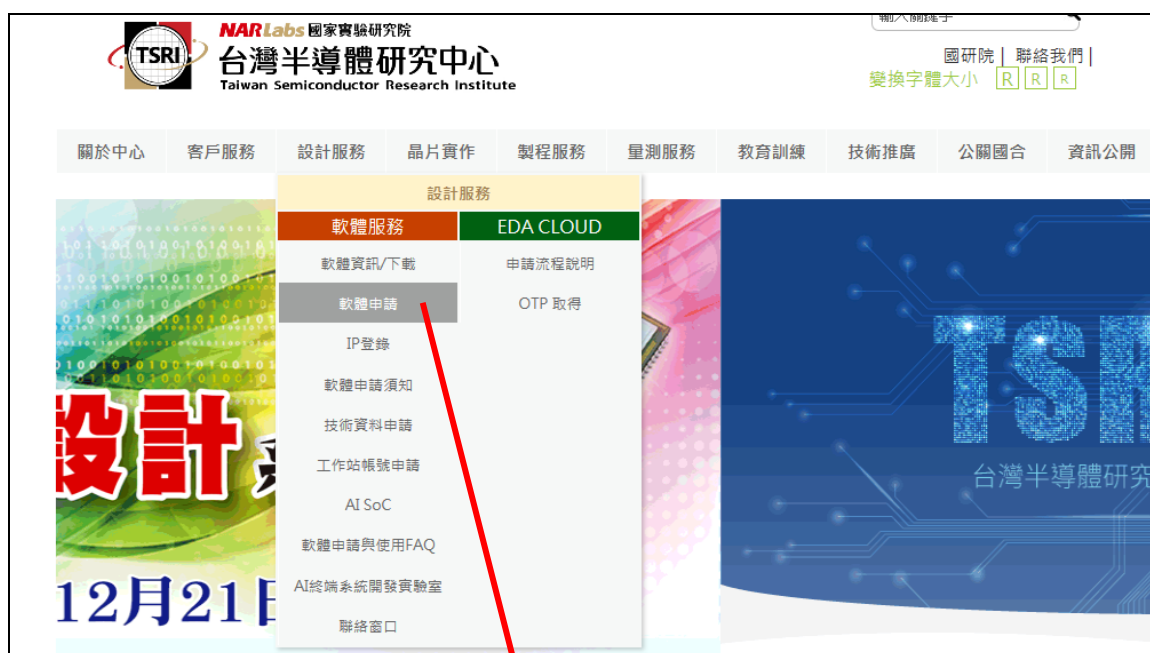 輸入關鍵字
NARLabs 國家實驗研究院
TSRI
台灣半導體研究中心
Taiwan Semiconductor Research Institute
國研院 | 聯絡我們 |
變換字體大小 R R R
關於中心 客戶服務 設計服務 晶片實作 製程服務 量測服務 教育訓練 技術推廣 公關國合 資訊公開
設計服務
軟體服務 EDA CLOUD
軟體資訊/下載 申請流程說明
軟體申請 OTP 取得
IP登錄
軟體申請須知
技術資料申請
工作站帳號申請
AI SoC
軟體申請與使用FAQ
AI終端系統開發實驗室
聯絡窗口
設計
12月21日
TSR
台灣半導體研究